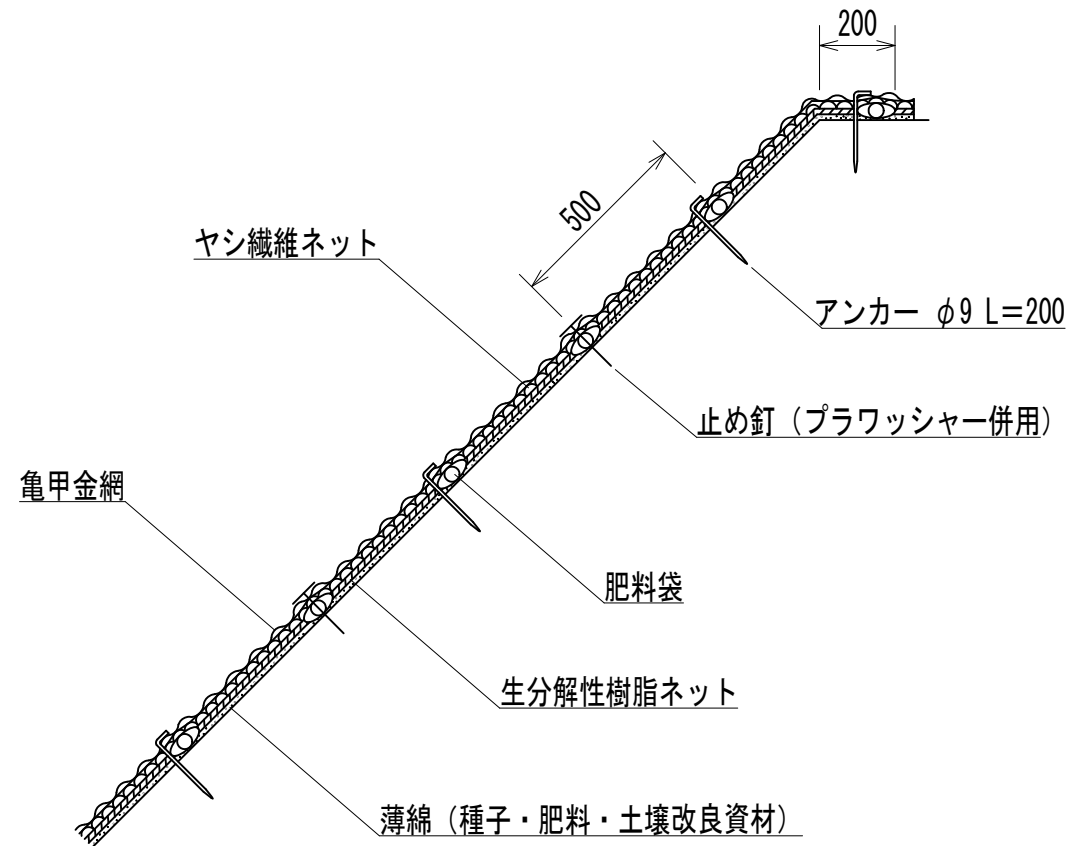 200
500
ヤシ繊維ネット
アンカー φ9 L=200
止め釘（プラワッシャー併用）
亀甲金網
肥料袋
生分解性樹脂ネット
薄綿（種子・肥料・土壌改良資材）